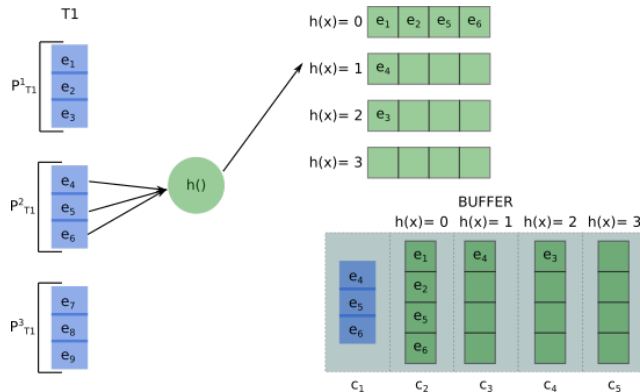 T1
P¹T1
e1
e2
e3
P²T1
e4
e5
e6
P³T1
e7
e8
e9
h()
h(x)= 0 e1 e2 e5 e6
h(x)= 1 e4
h(x)= 2 e3
h(x)= 3
BUFFER
h(x)= 0 h(x)= 1 h(x)= 2 h(x)= 3
e4
e5
e6
e1
e2
e5
e6
e4
e3
c1 c2 c3 c4 c5